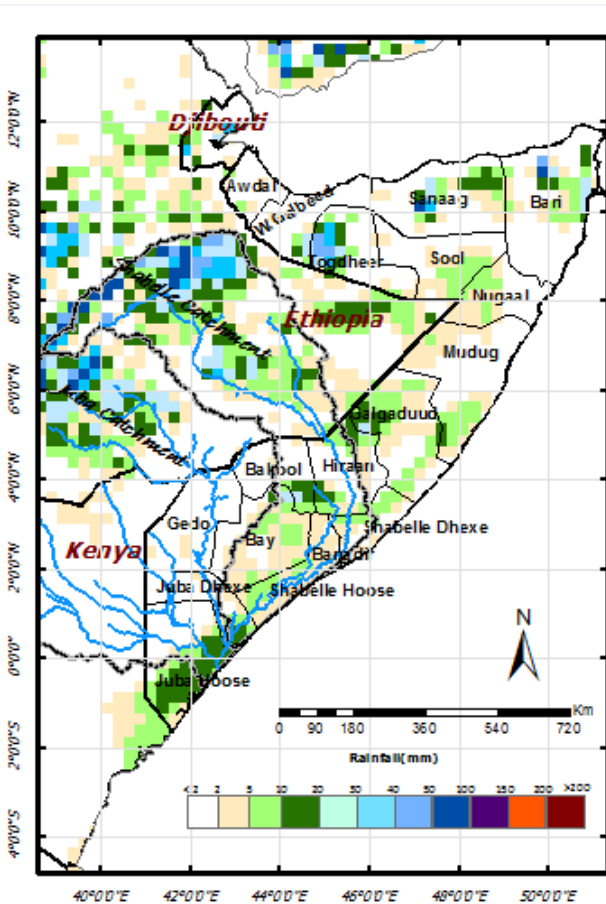 12°0'0"N
10°0'0"N
8°0'0"N
6°0'0"N
4°0'0"N
2°0'0"N
0°0'0"
2°0'0"S
4°0'0"S
Djibouti
Awdal
W.Galbeed
Sanaag
Bari
Togdheer
Sool
Shabelle Catchment
Ethiopia
Nugaal
Mudug
Juba Catchment
Galgaduud
Bakool
Hiraan
Gedo
Shabelle Dhexe
Kenya
Bay
Banadir
Juba Dhexe
Shabelle Hoose
Juba Hoose
N
Km
0 90 180 360 540 720
Rainfall(mm)
<2 2 5 10 20 30 40 50 100 150 200 >200
40°0'0"E 42°0'0"E 44°0'0"E 46°0'0"E 48°0'0"E 50°0'0"E